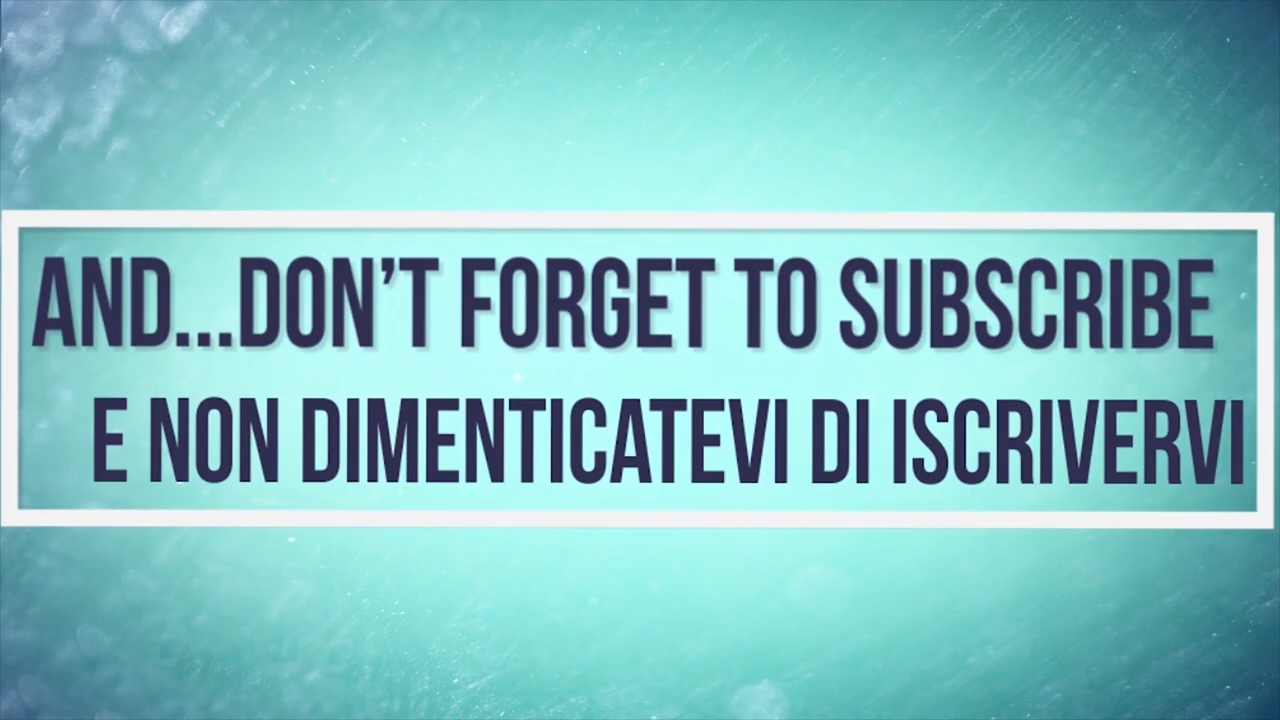 AND...DON'T FORGET TO SUBSCRIBE
E NON DIMENTICATEVI DI ISCRIVERVI